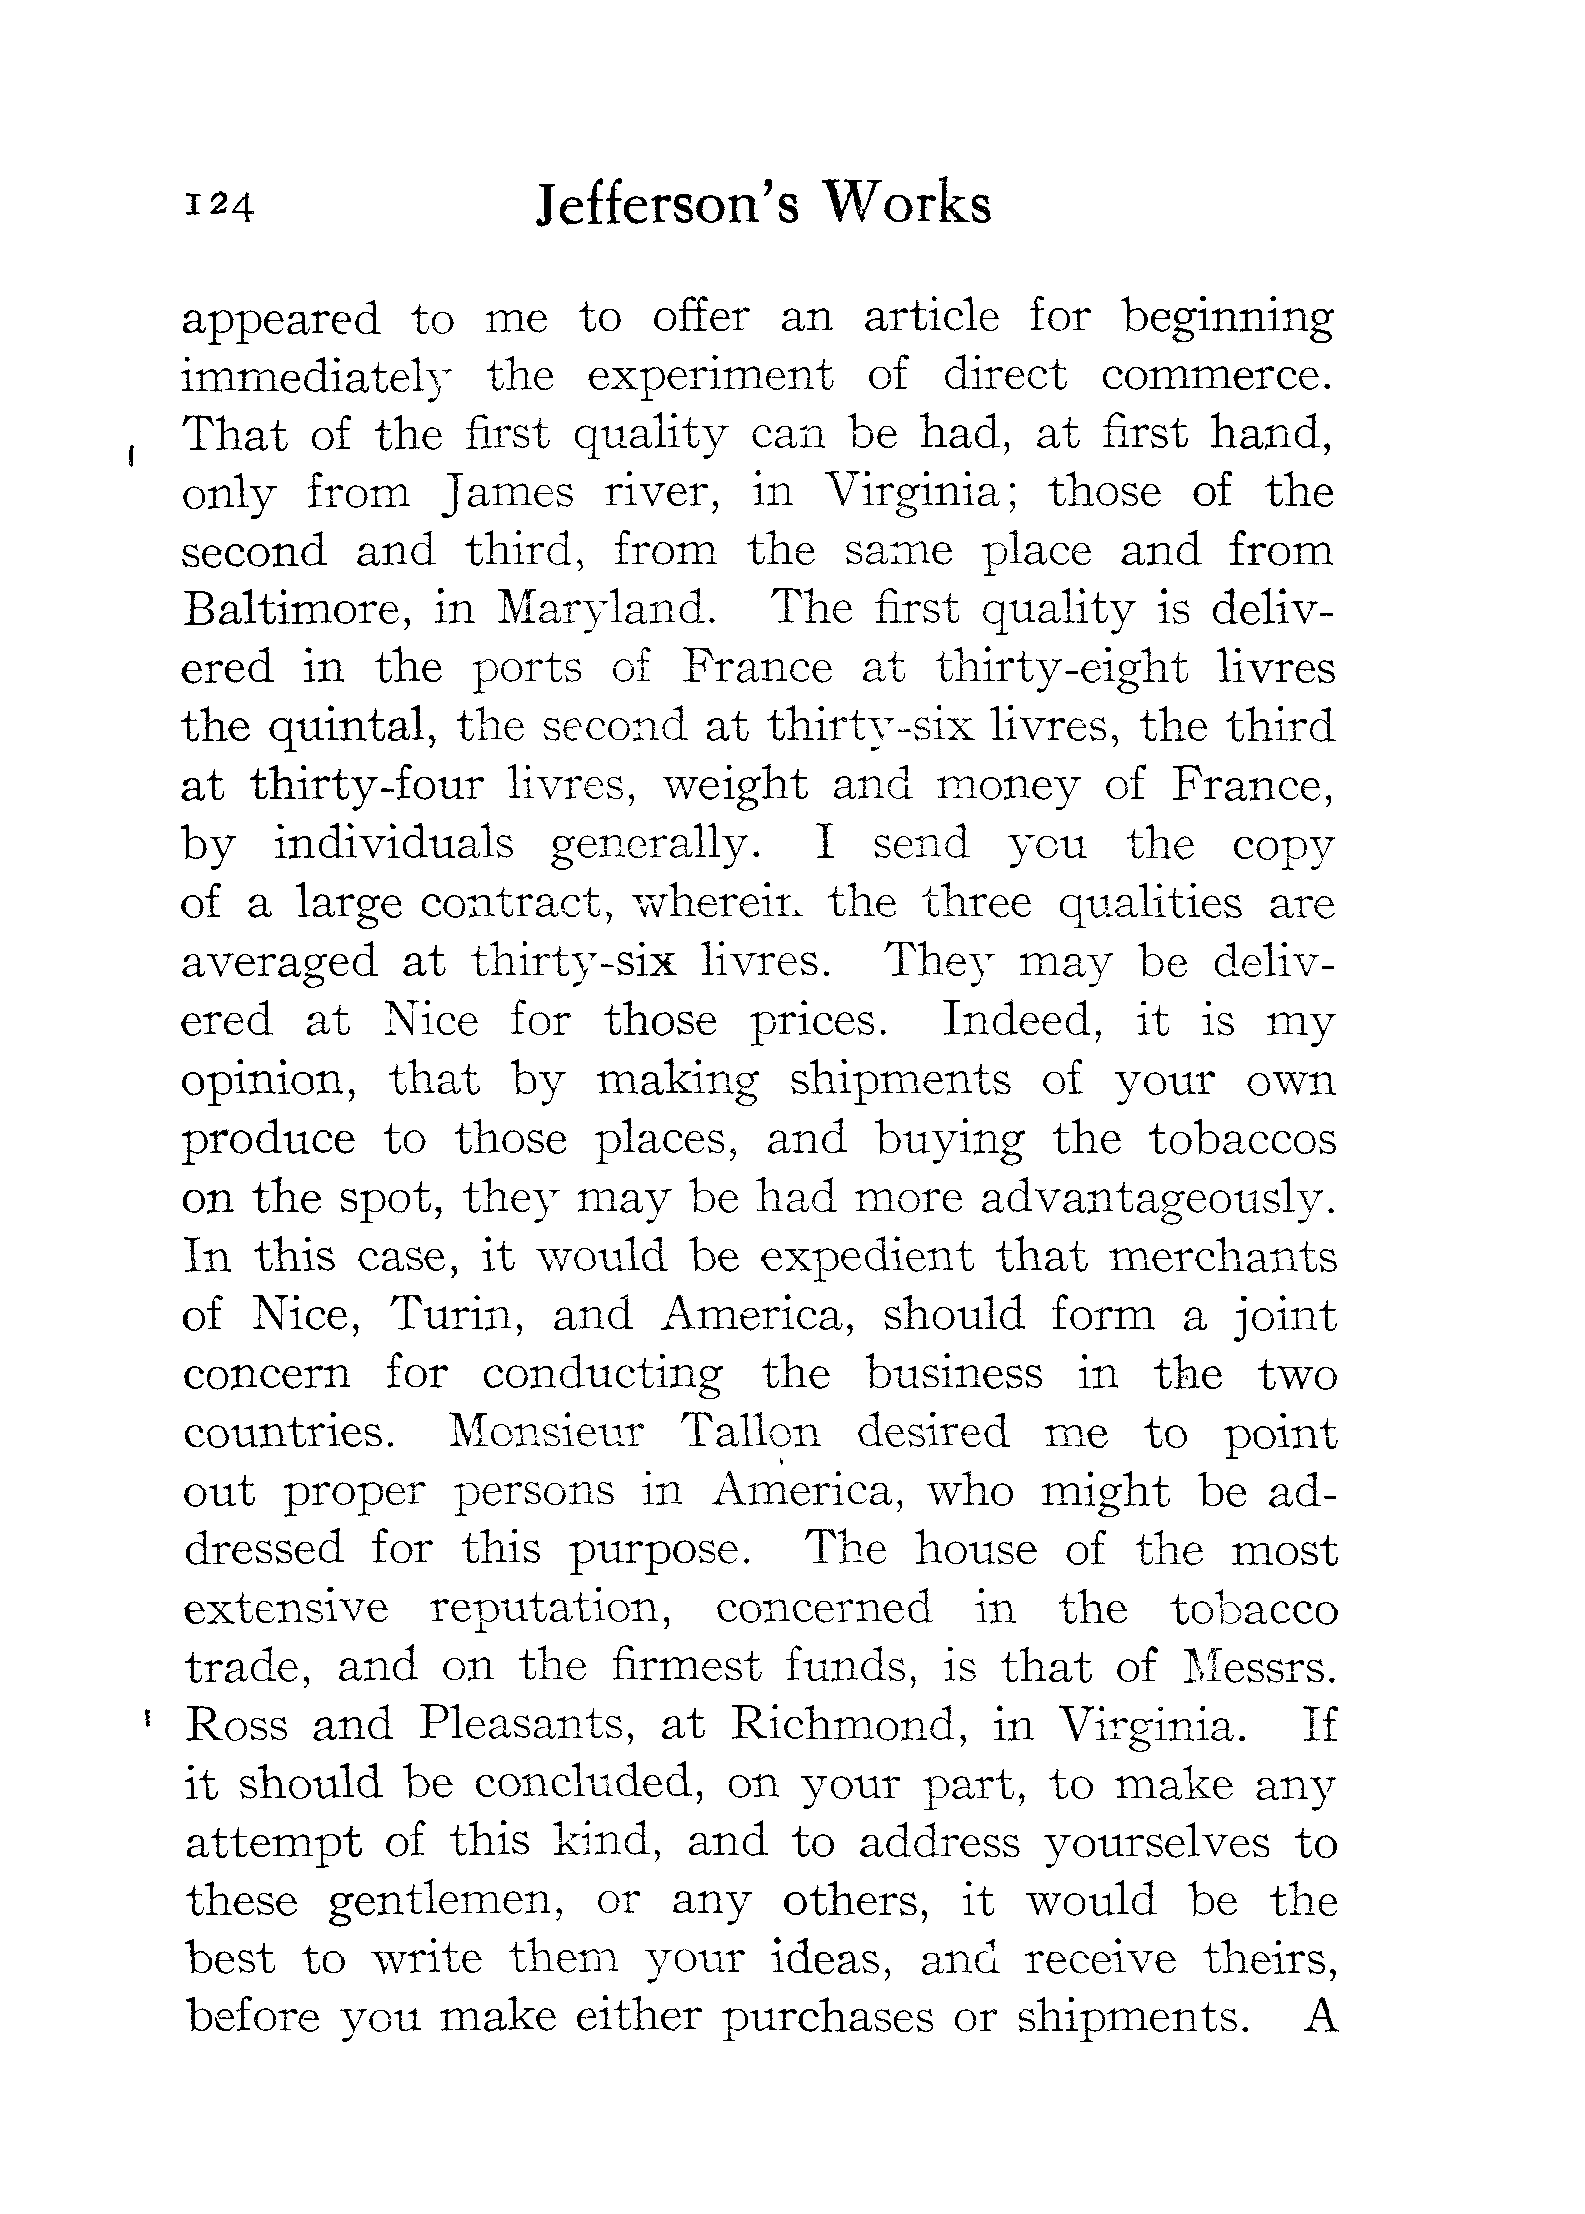 124 Jefferson's Works
appeared to me to offer an article for beginning
immediately the experiment of direct commerce.
That of the first quality can be had, at first hand,
only from James river, in Virginia; those of the
second and third, from the same place and from
Baltimore, in Maryland. The first quality is deliv-
ered in the ports of France at thirty-eight livres
the quintal, the second at thirty-six livres, the third
at thirty-four livres, weight and money of France,
by individuals generally. I send you the copy
of a large contract, wherein the three qualities are
averaged at thirty-six livres. They may be deliv-
ered at Nice for those prices. Indeed, it is my
opinion, that by making shipments of your own
produce to those places, and buying the tobaccos
on the spot, they may be had more advantageously.
In this case, it would be expedient that merchants
of Nice, Turin, and America, should form a joint
concern for conducting the business in the two
countries. Monsieur Tallon desired me to point
out proper persons in America, who might be ad-
dressed for this purpose. The house of the most
extensive reputation, concerned in the tobacco
trade, and on the firmest funds, is that of Messrs.
Ross and Pleasants, at Richmond, in Virginia. If
it should be concluded, on your part, to make any
attempt of this kind, and to address yourselves to
these gentlemen, or any others, it would be the
best to write them your ideas, and receive theirs,
before you make either purchases or shipments. A